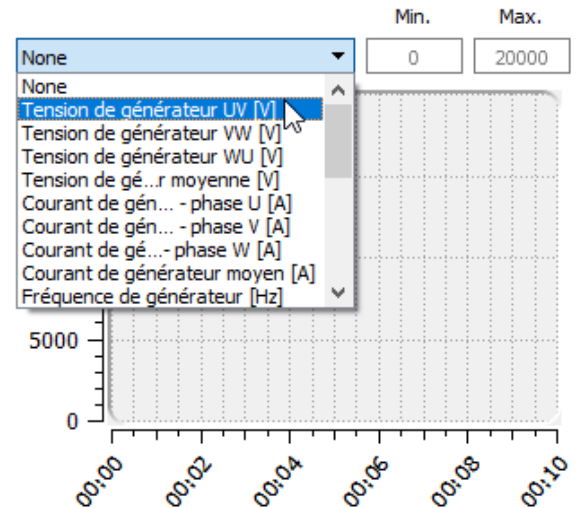 Min. Max.
None 0 20000
None
Tension de générateur UV [V]
Tension de générateur VW [V]
Tension de générateur WU [V]
Tension de gé...r moyenne [V]
Courant de gén... - phase U [A]
Courant de gén... - phase V [A]
Courant de gé...- phase W [A]
Courant de générateur moyen [A]
Fréquence de générateur [Hz]
5000
0
00:00 00:02 00:04 00:06 00:08 00:10